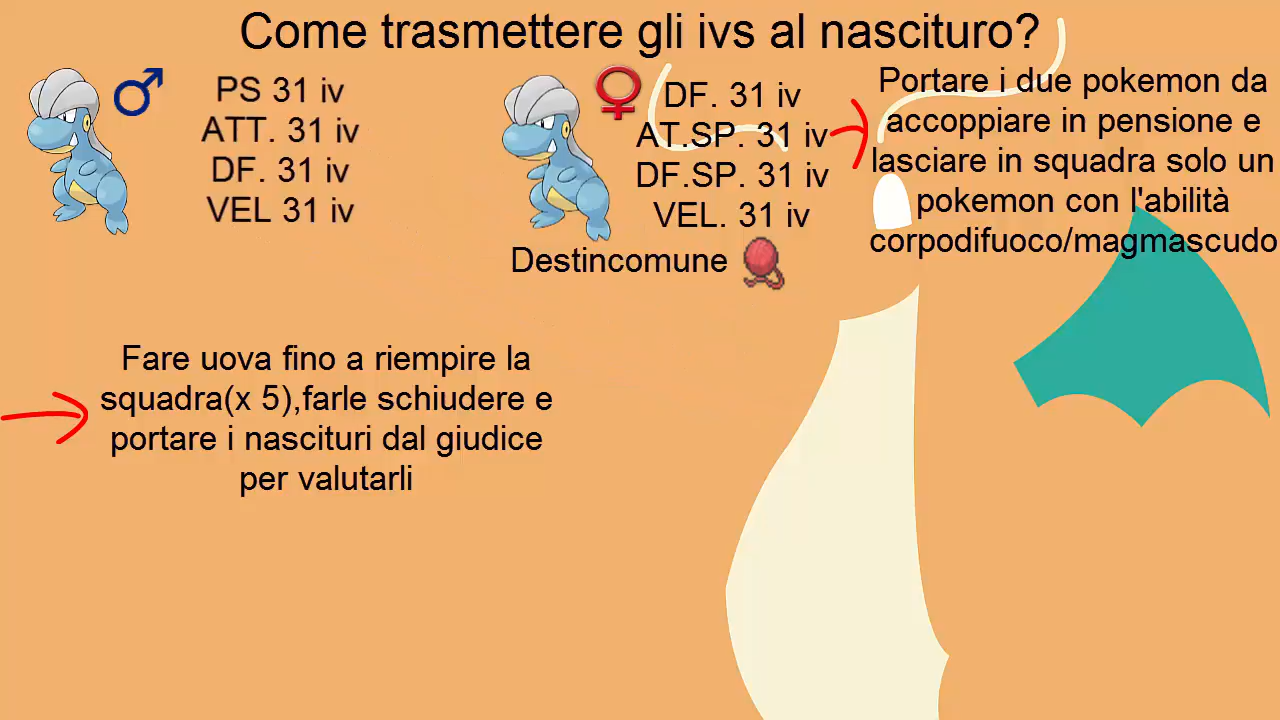 Come trasmettere gli ivs al nascituro?
PS 31 iv
ATT. 31 iv
DF. 31 iv
VEL 31 iv
DF. 31 iv
AT.SP. 31 iv
DF.SP. 31 iv
VEL. 31 iv
Destincomune
Portare i due pokemon da
accoppiare in pensione e
lasciare in squadra solo un
pokemon con l'abilità
corpodifuoco/magmascudo
Fare uova fino a riempire la
squadra(x 5),farle schiudere e
portare i nascituri dal giudice
per valutarli